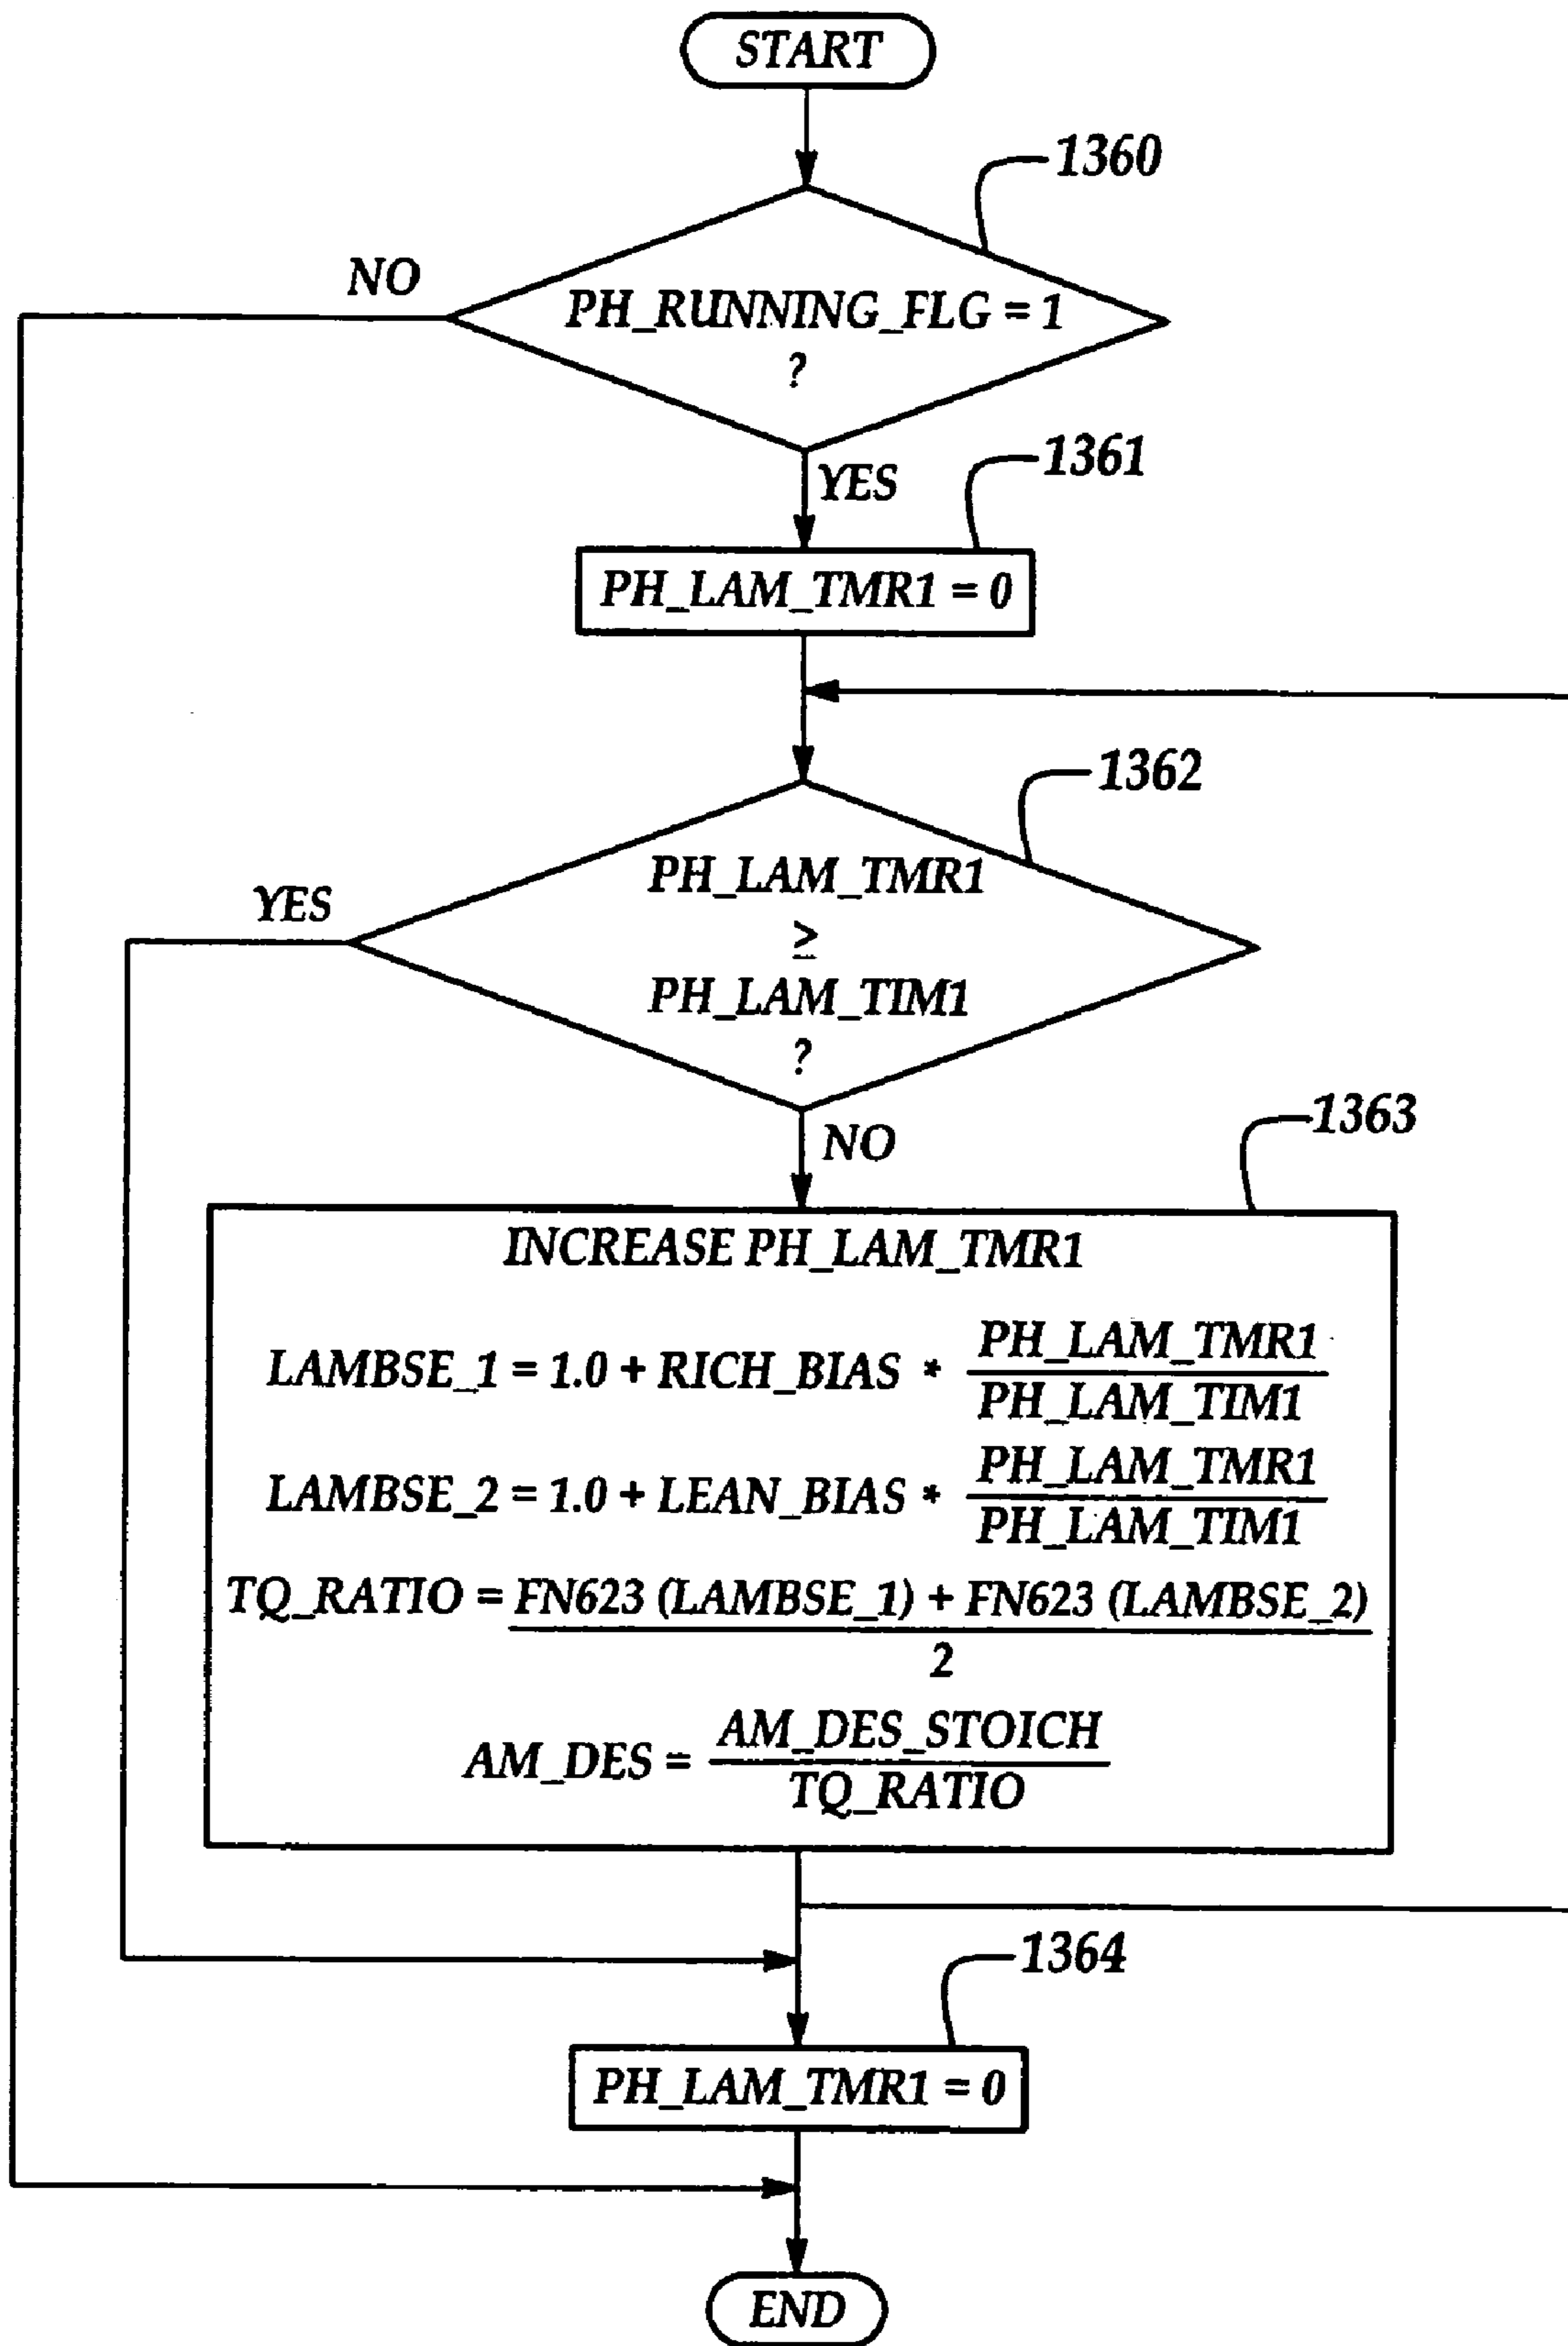 START
1360
NO
PH_RUNNING_FLG = 1
?
1361
YES
PH_LAM_TMR1 = 0
1362
YES
PH_LAM_TMR1
≥
PH_LAM_TIM1
?
NO
1363
INCREASE PH_LAM_TMR1
LAMBSE_1 = 1.0 + RICH_BIAS * PH_LAM_TMR1
PH_LAM_TIM1
LAMBSE_2 = 1.0 + LEAN_BIAS * PH_LAM_TMR1
PH_LAM_TIM1
TQ_RATIO = FN623 (LAMBSE_1) + FN623 (LAMBSE_2)
2
AM_DES = AM_DES_STOICH
TQ_RATIO
1364
PH_LAM_TMR1 = 0
END